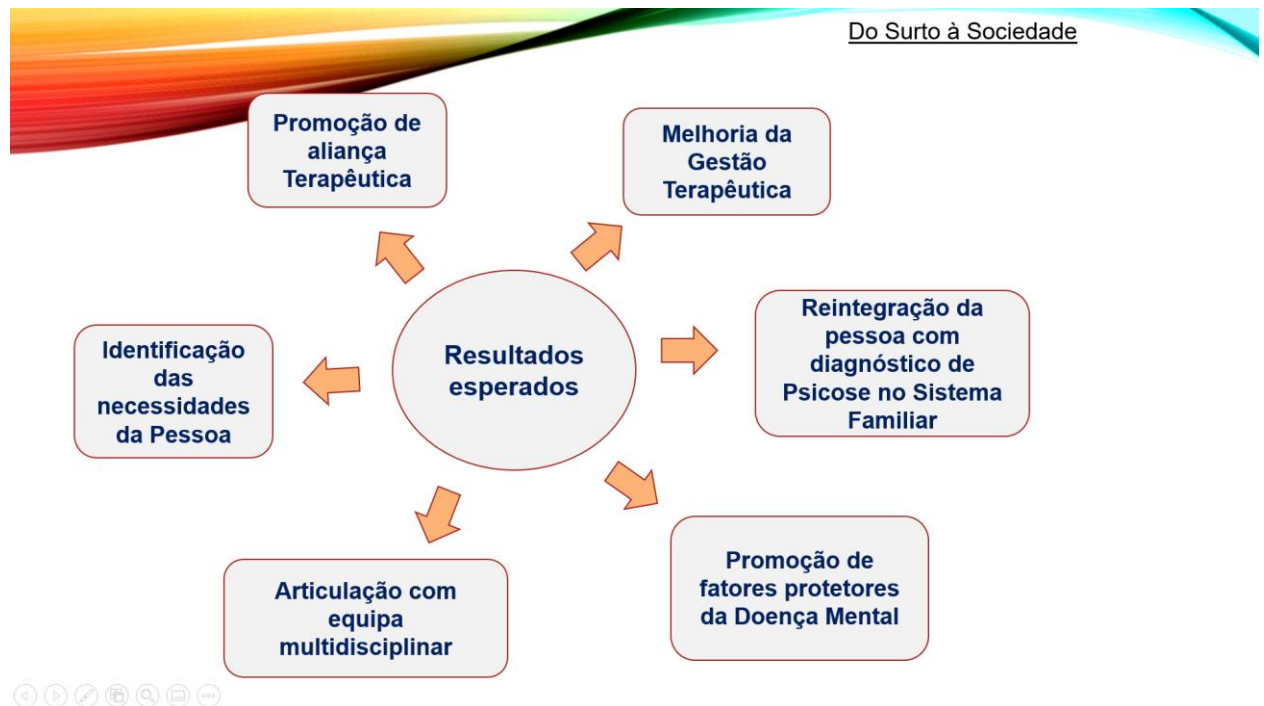 Do Surto à Sociedade
Promoção de
aliança
Terapêutica
Melhoria da
Gestão
Terapêutica
Resultados
esperados
Reintegração da
pessoa com
diagnóstico de
Psicose no Sistema
Familiar
Identificação
das
necessidades
da Pessoa
Articulação com
equipa
multidisciplinar
Promoção de
fatores protetores
da Doença Mental